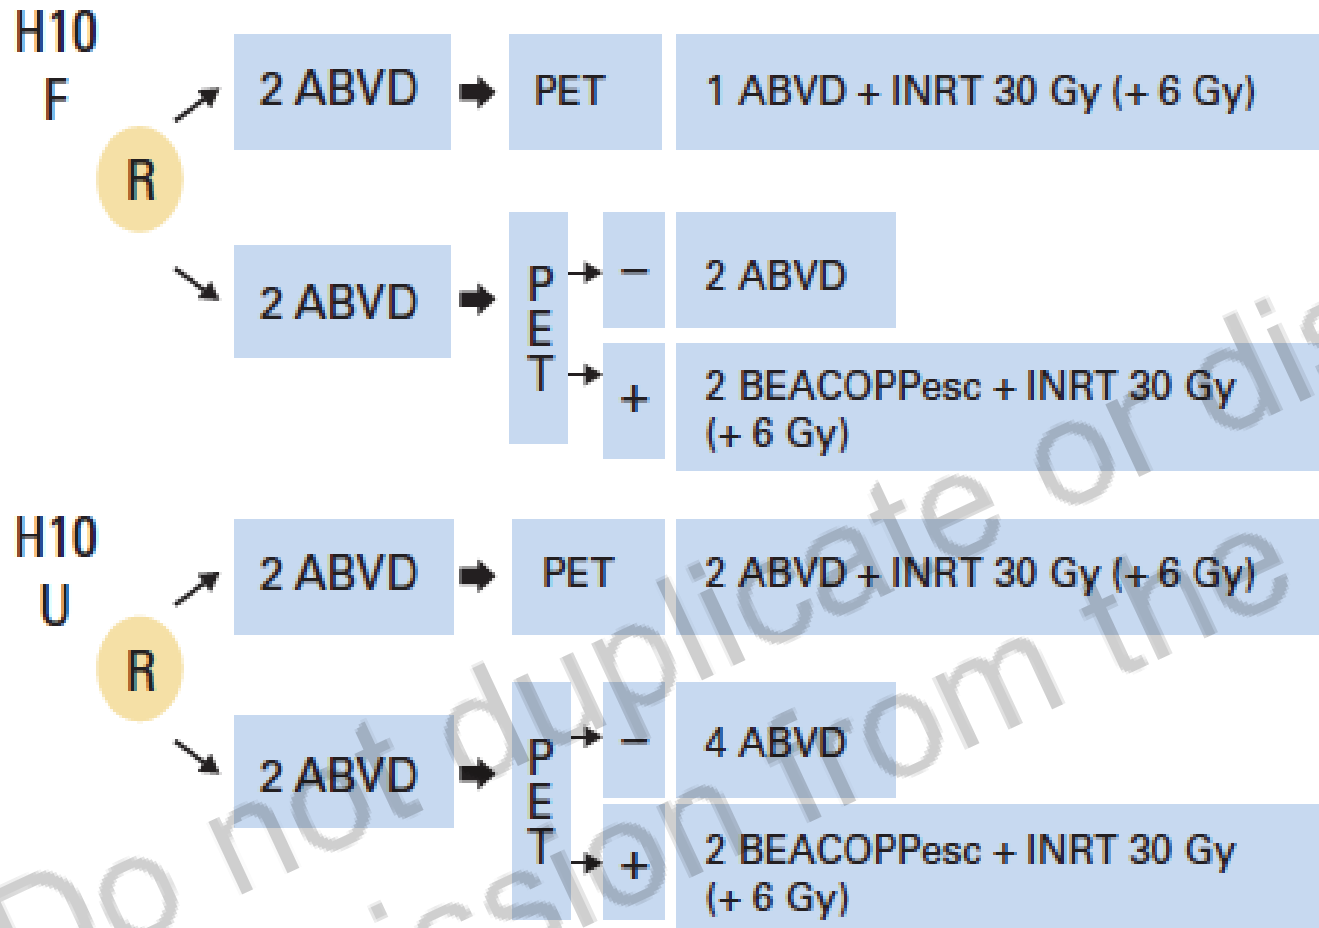 H10
F
R
2 ABVD
PET
1 ABVD + INRT 30 Gy (+ 6 Gy)
2 ABVD
PET
−
2 ABVD
+
2 BEACOPPesc + INRT 30 Gy
(+ 6 Gy)
H10
U
R
2 ABVD
PET
2 ABVD + INRT 30 Gy (+ 6 Gy)
2 ABVD
PET
−
4 ABVD
+
2 BEACOPPesc + INRT 30 Gy
(+ 6 Gy)
Do not duplicate or
from the